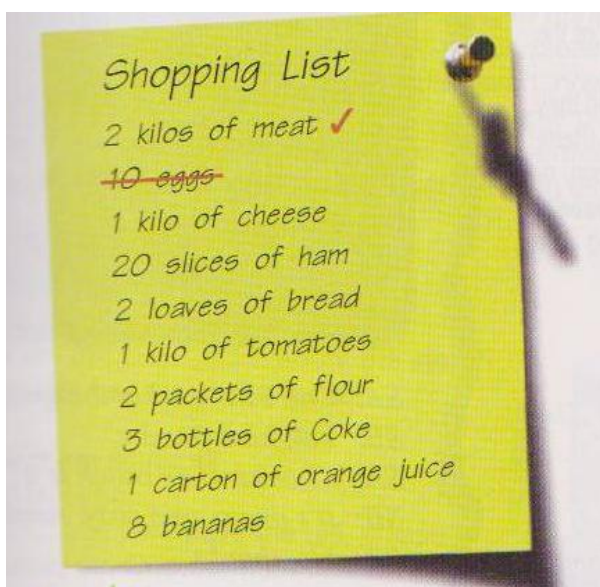 Shopping List
2 kilos of meat ✓
10 eggs
1 kilo of cheese
20 slices of ham
2 loaves of bread
1 kilo of tomatoes
2 packets of flour
3 bottles of Coke
1 carton of orange juice
8 bananas